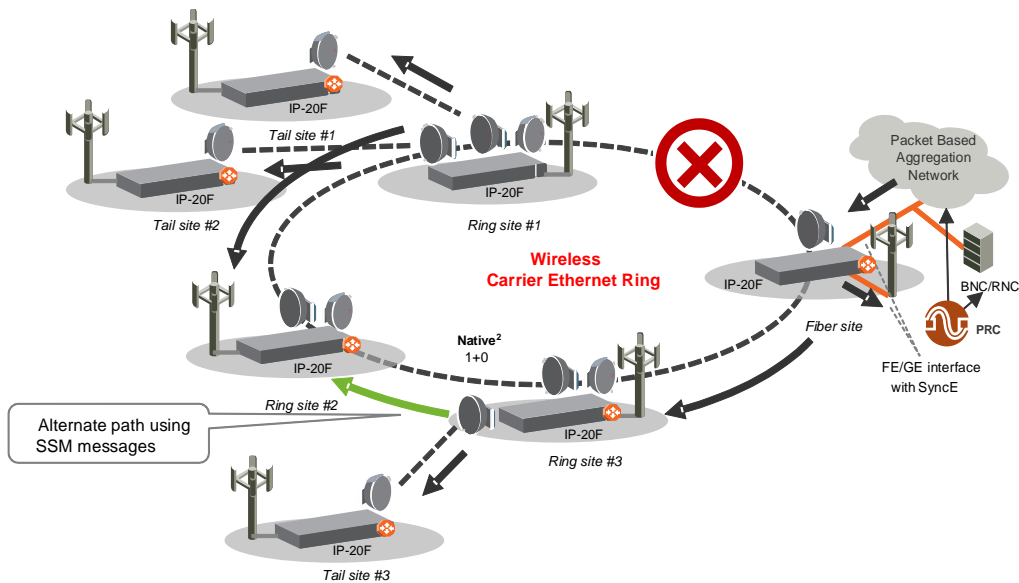 IP-20F
Tail site #1
IP-20F
Tail site #2
IP-20F
Ring site #1
Packet Based
Aggregation
Network
Wireless
Carrier Ethernet Ring
IP-20F
BNC/RNC
PRC
Fiber site
FE/GE interface
with SyncE
Native²
1+0
IP-20F
Ring site #2
Alternate path using
SSM messages
IP-20F
Ring site #3
IP-20F
Tail site #3